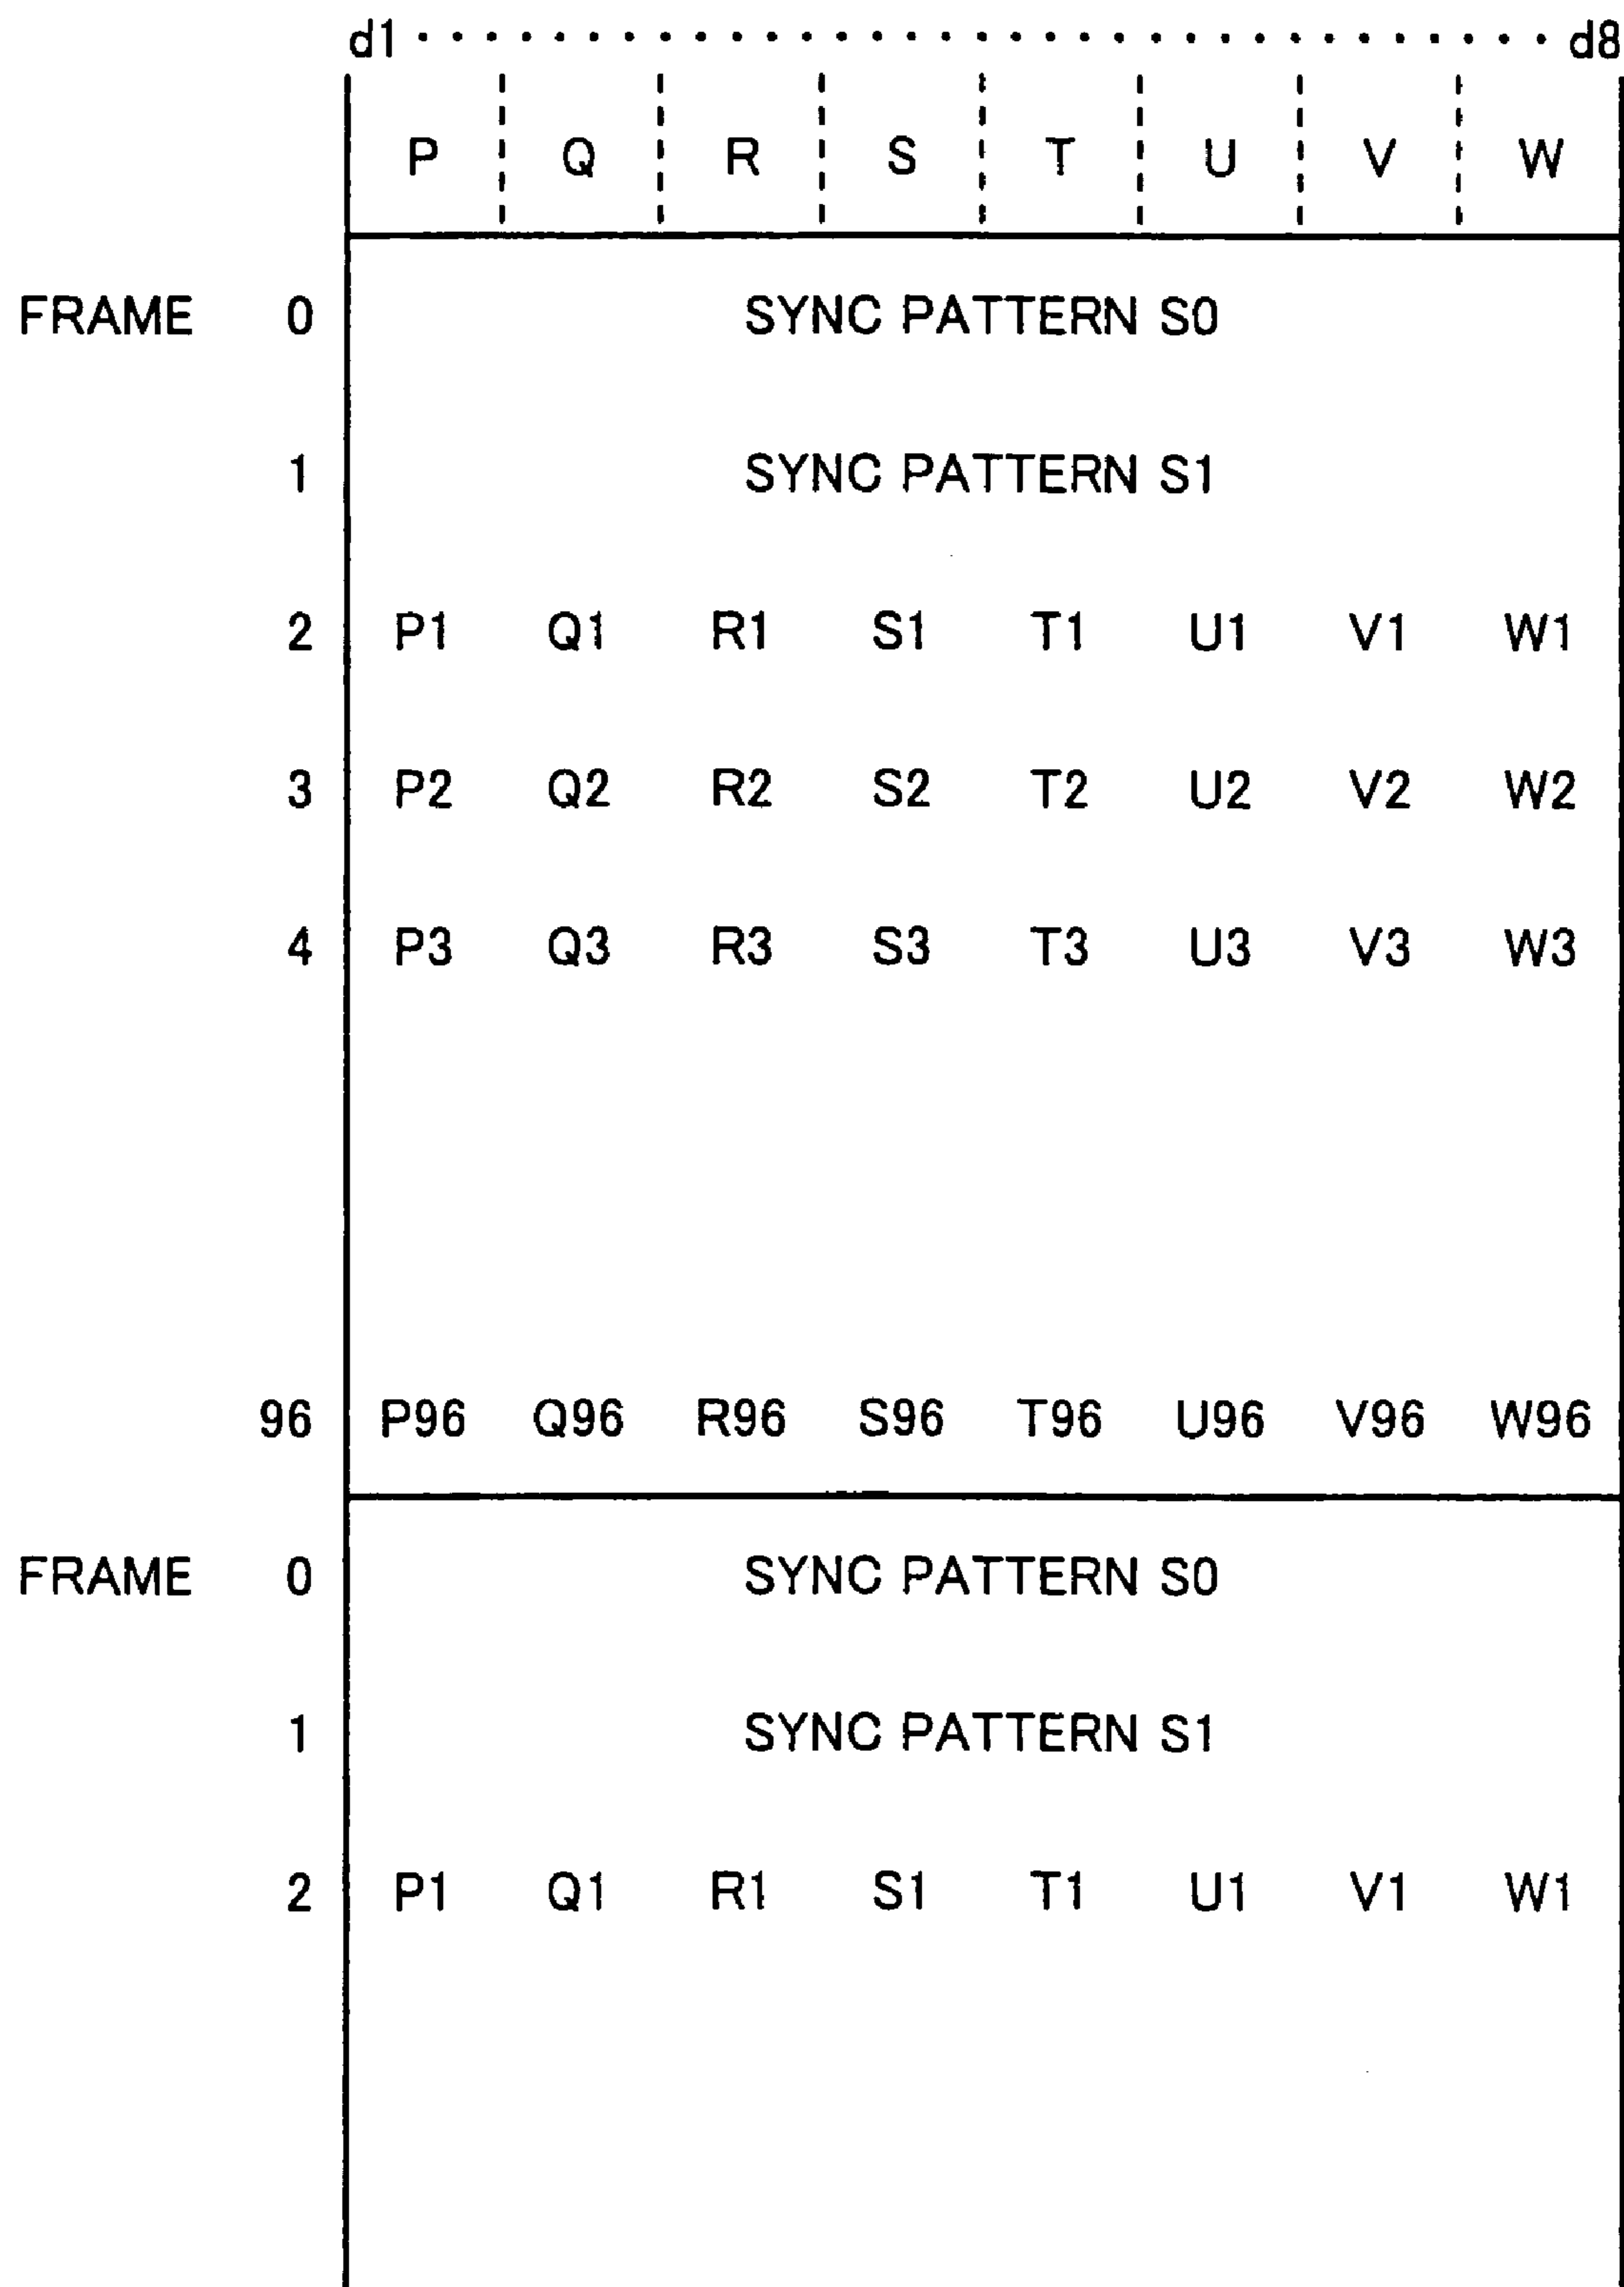 d1 · · · · · · · · · · · · · · · · · · · · · · · · · · · · · · · · · d8
P Q R S T U V W
FRAME 0 SYNC PATTERN S0
1 SYNC PATTERN S1
2 P1 Q1 R1 S1 T1 U1 V1 W1
3 P2 Q2 R2 S2 T2 U2 V2 W2
4 P3 Q3 R3 S3 T3 U3 V3 W3
96 P96 Q96 R96 S96 T96 U96 V96 W96
FRAME 0 SYNC PATTERN S0
1 SYNC PATTERN S1
2 P1 Q1 R1 S1 T1 U1 V1 W1